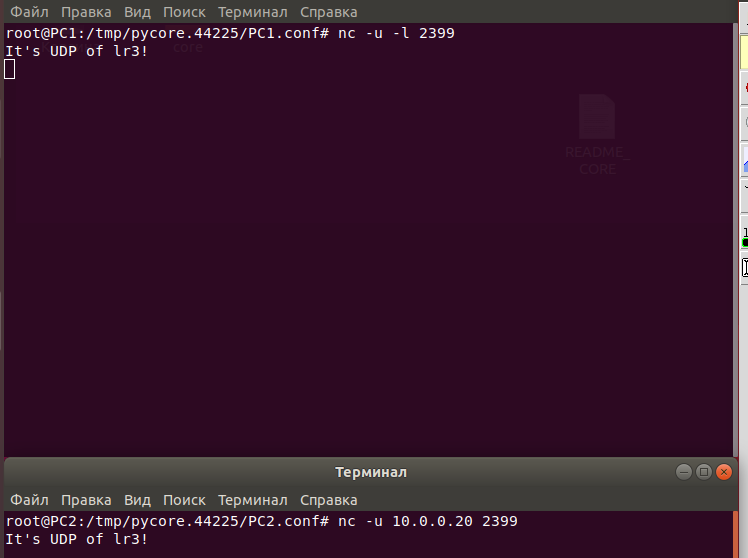 Файл Правка Вид Поиск Терминал Справка
root@PC1:/tmp/pycore.44225/PC1.conf# nc -u -l 2399
It's UDP of lr3!
core
README_
CORE
Терминал
Файл Правка Вид Поиск Терминал Справка
root@PC2:/tmp/pycore.44225/PC2.conf# nc -u 10.0.0.20 2399
It's UDP of lr3!